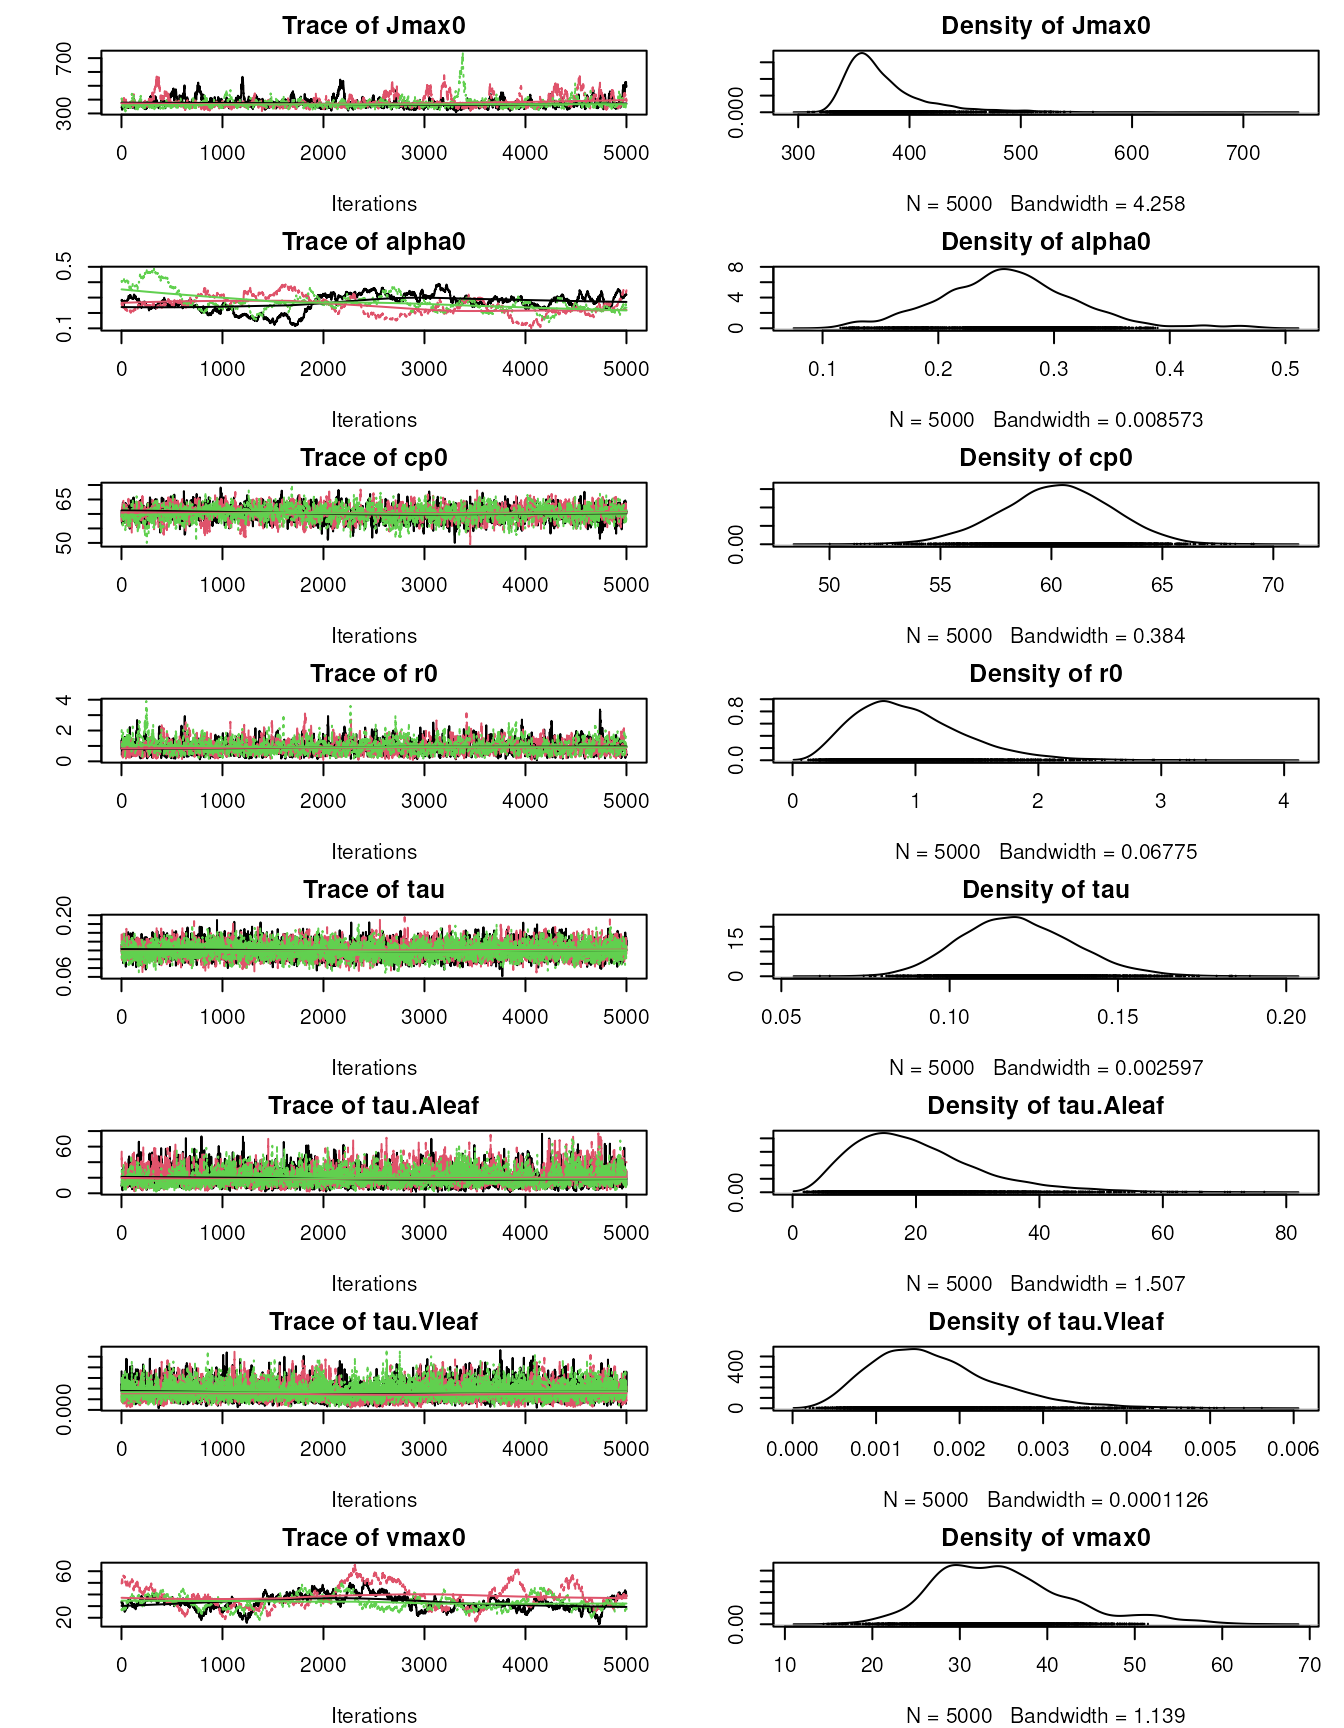 Trace of Jmax0
Density of Jmax0
300 700
0.000
0 1000 2000 3000 4000 5000
300 400 500 600 700
Iterations
N = 5000 Bandwidth = 4.258
Trace of alpha0
Density of alpha0
0.1 0.5
0 4 8
0 1000 2000 3000 4000 5000
0.1 0.2 0.3 0.4 0.5
Iterations
N = 5000 Bandwidth = 0.008573
Trace of cp0
Density of cp0
50 65
0.00
0 1000 2000 3000 4000 5000
50 55 60 65 70
Iterations
N = 5000 Bandwidth = 0.384
Trace of r0
Density of r0
0 2 4
0.0 0.8
0 1000 2000 3000 4000 5000
0 1 2 3 4
Iterations
N = 5000 Bandwidth = 0.06775
Trace of tau
Density of tau
0.06 0.20
0 15
0 1000 2000 3000 4000 5000
0.05 0.10 0.15 0.20
Iterations
N = 5000 Bandwidth = 0.002597
Trace of tau.Aleaf
Density of tau.Aleaf
0 60
0.00
0 1000 2000 3000 4000 5000
0 20 40 60 80
Iterations
N = 5000 Bandwidth = 1.507
Trace of tau.Vleaf
Density of tau.Vleaf
0.000
0 400
0 1000 2000 3000 4000 5000
0.000 0.001 0.002 0.003 0.004 0.005 0.006
Iterations
N = 5000 Bandwidth = 0.0001126
Trace of vmax0
Density of vmax0
20 60
0.00
0 1000 2000 3000 4000 5000
10 20 30 40 50 60 70
Iterations
N = 5000 Bandwidth = 1.139